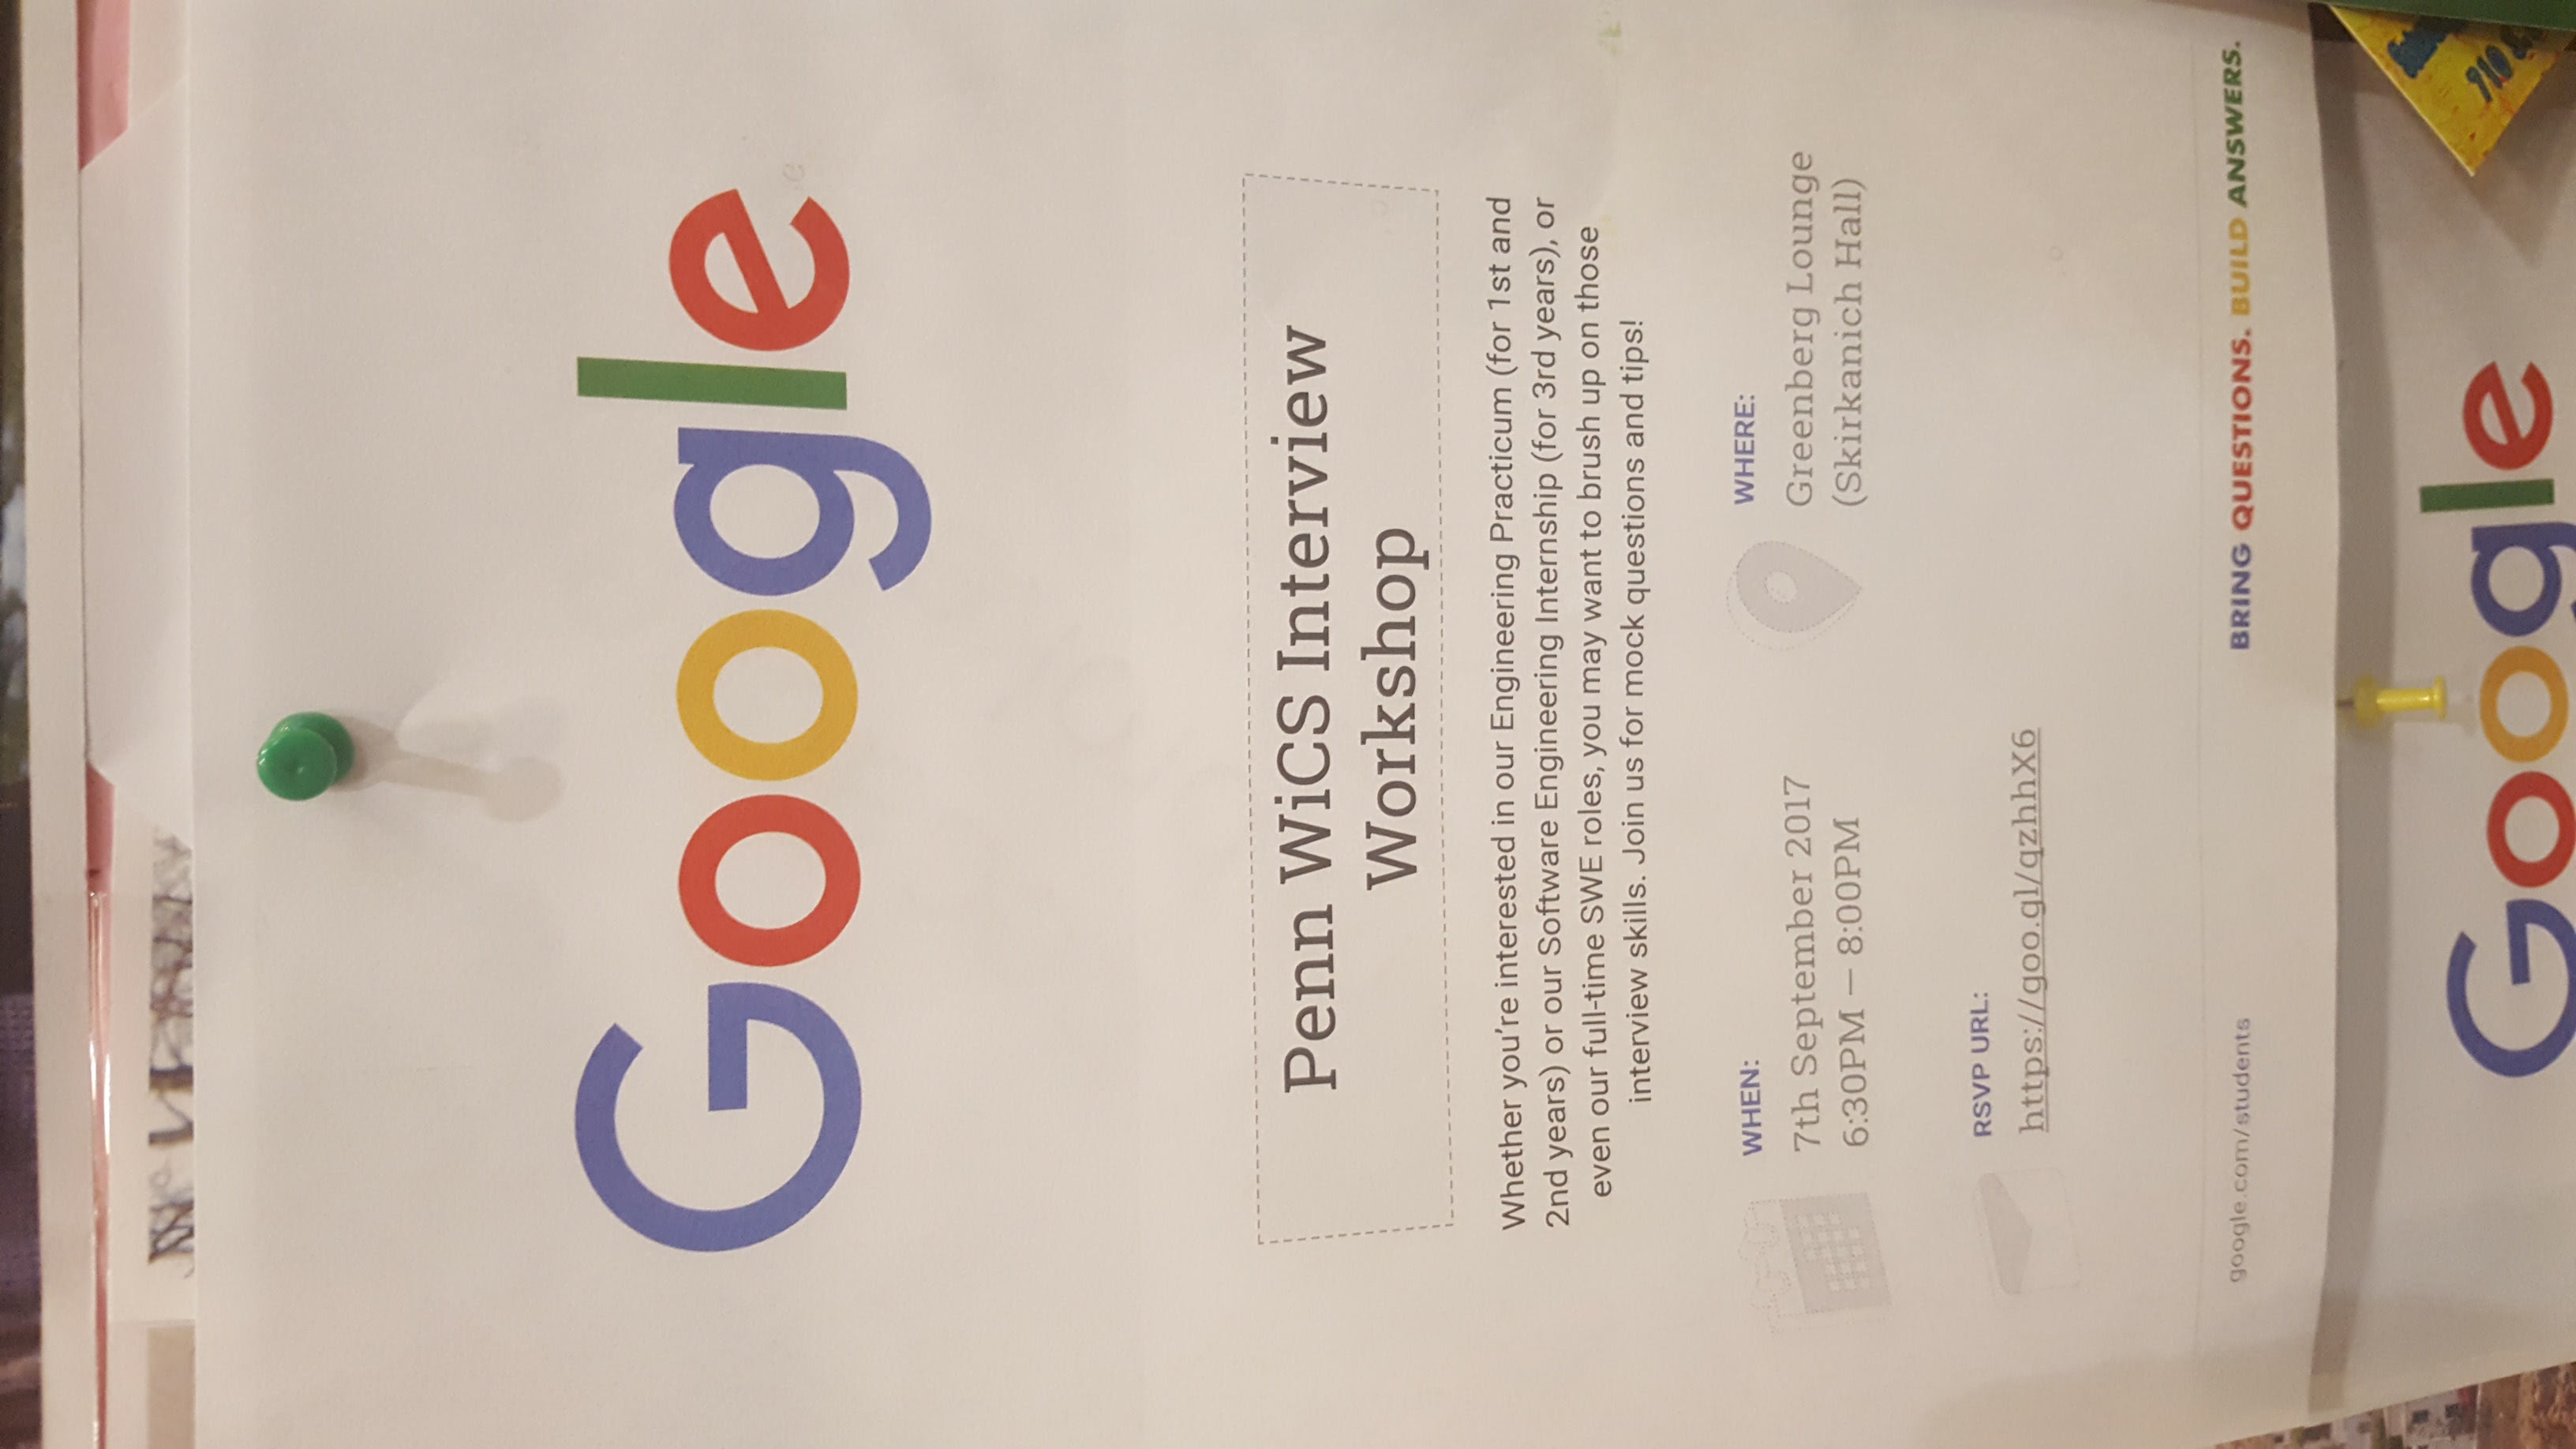 Google
Penn WiCS Interview
Workshop
Whether you're interested in our Engineering Practicum (for 1st and
2nd years) or our Software Engineering Internship (for 3rd years), or
even our full-time SWE roles, you may want to brush up on those
interview skills. Join us for mock questions and tips!
WHEN:
7th September 2017
6:30PM — 8:00PM
WHERE:
Greenberg Lounge
(Skirkanich Hall)
RSVP URL:
https://goo.gl/qzhhX6
google.com/students
BRING QUESTIONS. BUILD ANSWERS.
Google